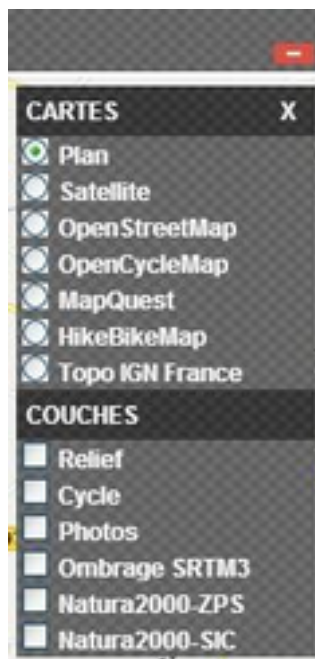 CARTES X
Plan
Satellite
OpenStreetMap
OpenCycleMap
MapQuest
HikeBikeMap
Topo IGN France
COUCHES
Relief
Cycle
Photos
Ombrage SRTM3
Natura2000-ZPS
Natura2000-SIC